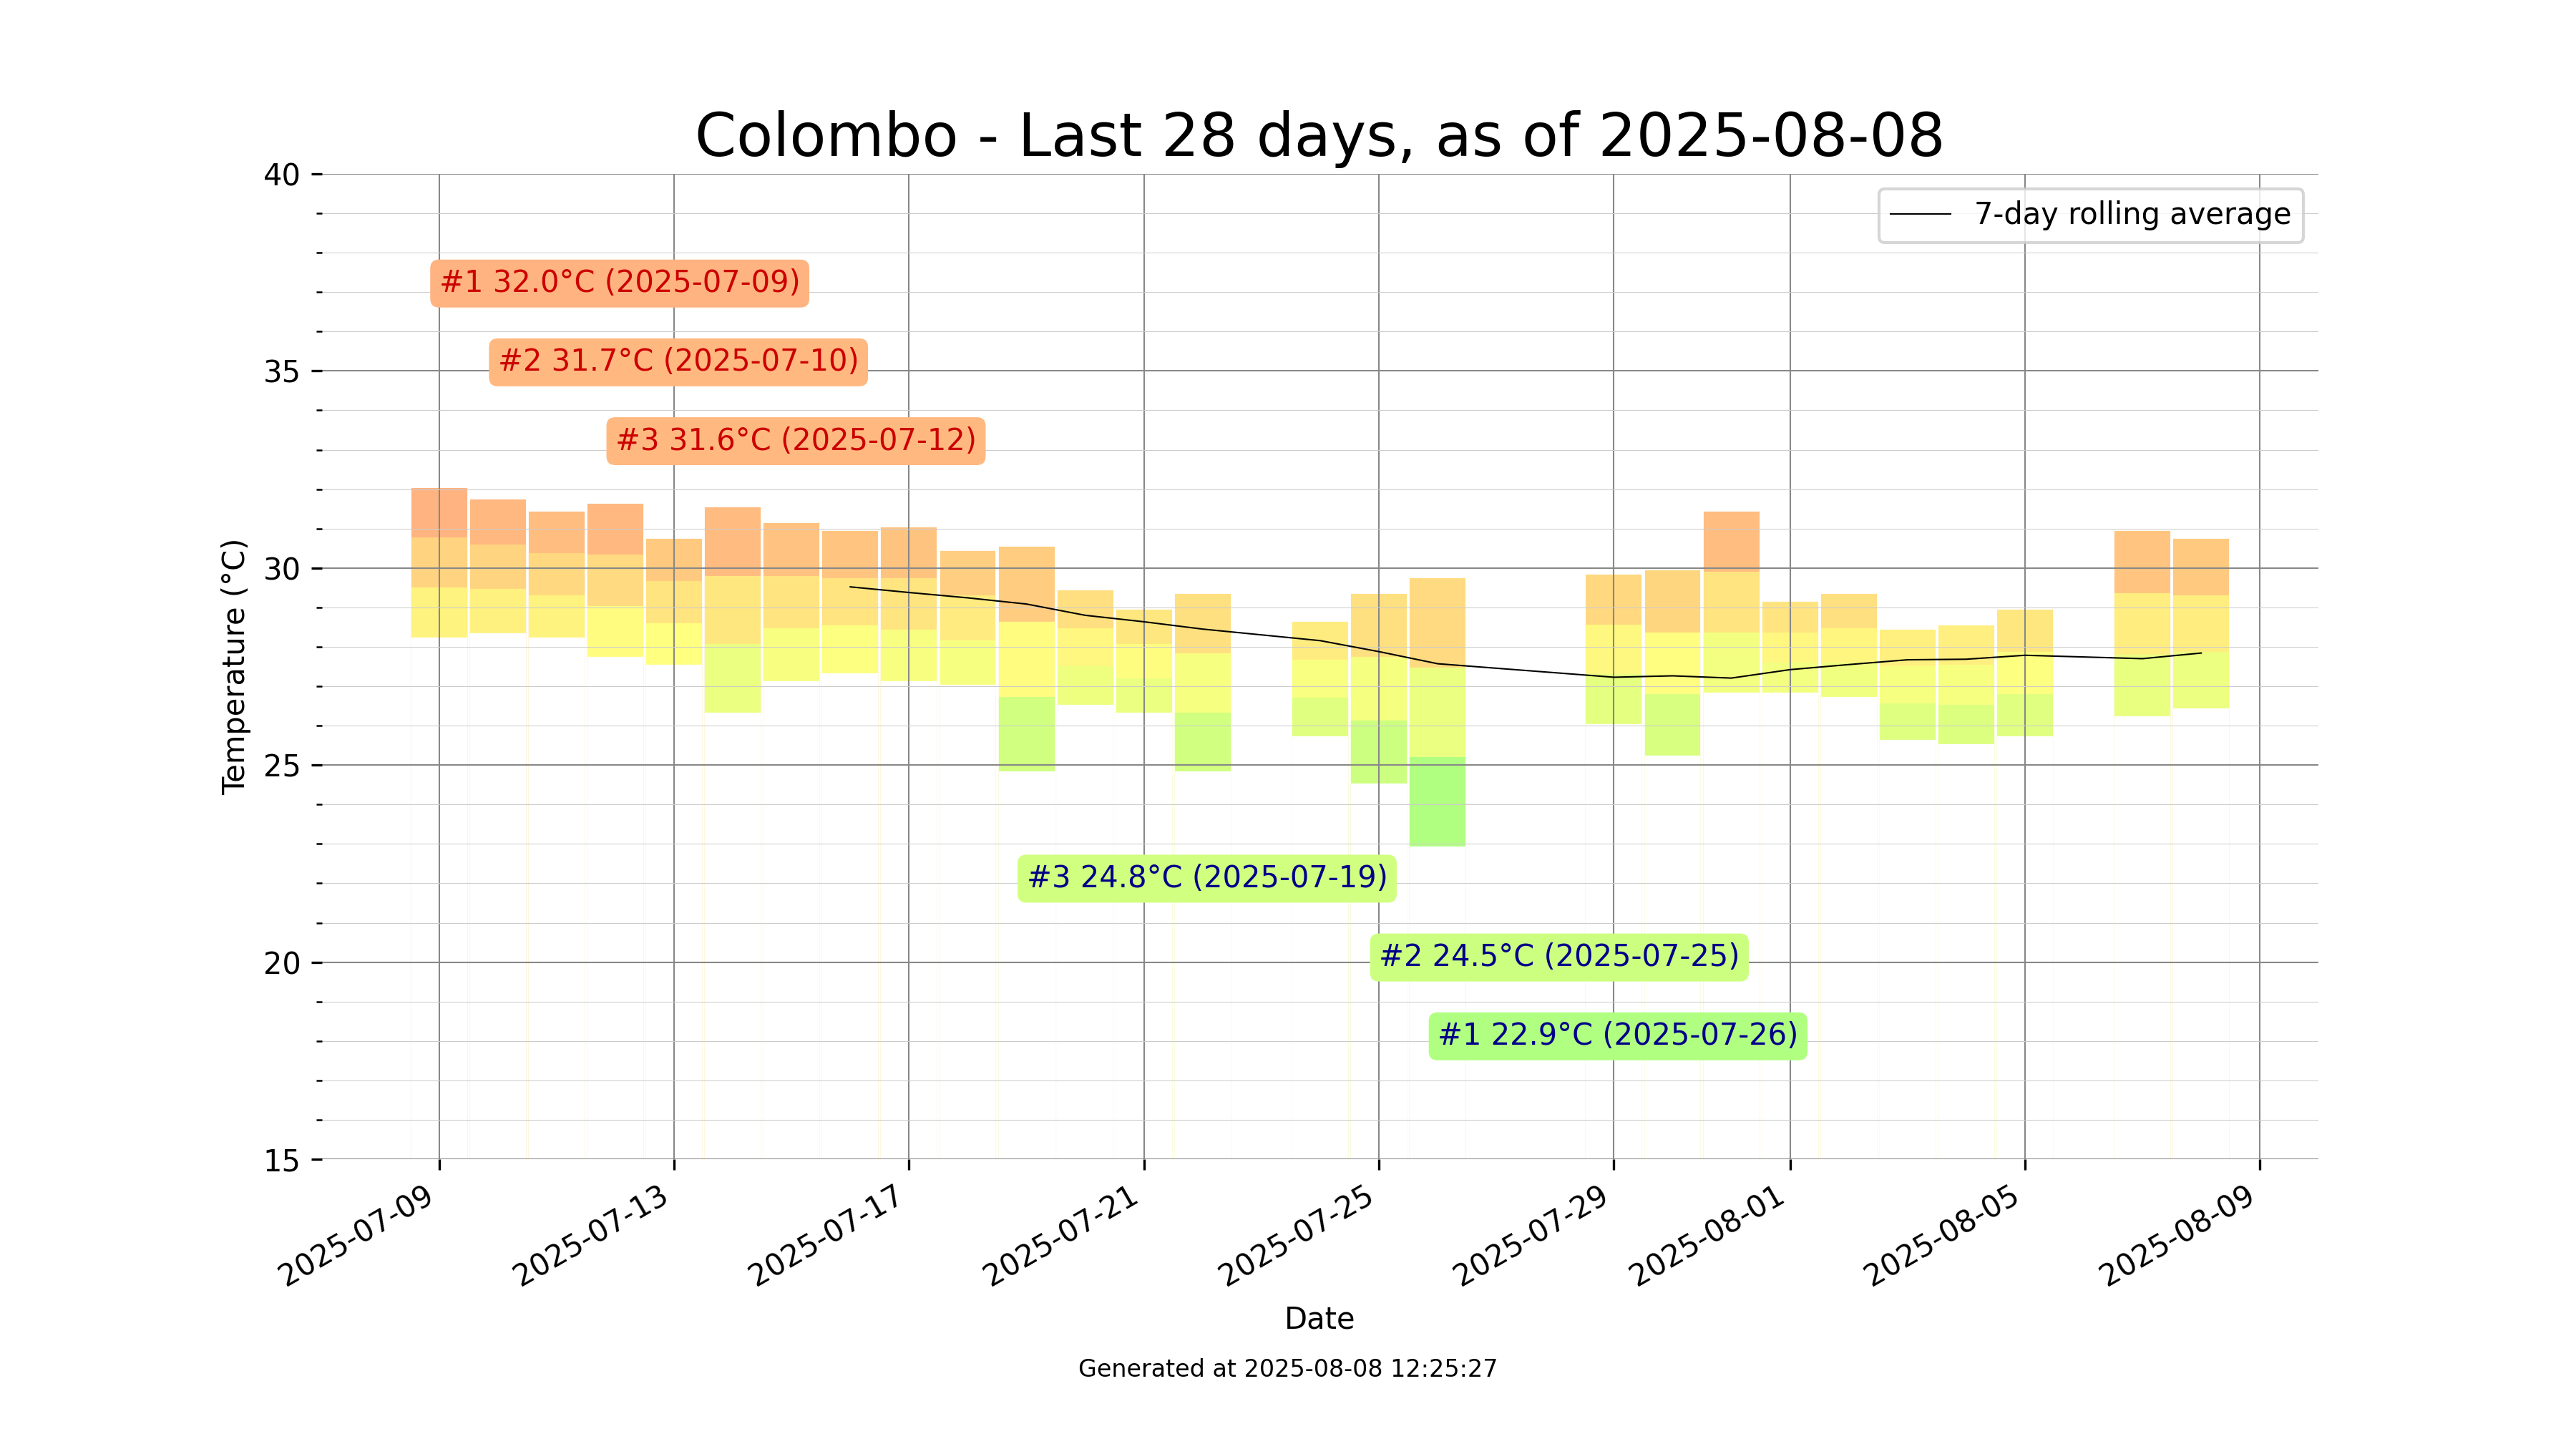 Colombo - Last 28 days, as of 2025-08-08
7-day rolling average
#1 32.0°C (2025-07-09)
#2 31.7°C (2025-07-10)
#3 31.6°C (2025-07-12)
#3 24.8°C (2025-07-19)
#2 24.5°C (2025-07-25)
#1 22.9°C (2025-07-26)
Temperature (°C)
40
35
30
25
20
15
2025-07-09
2025-07-13
2025-07-17
2025-07-21
2025-07-25
2025-07-29
2025-08-01
2025-08-05
2025-08-09
Date
Generated at 2025-08-08 12:25:27